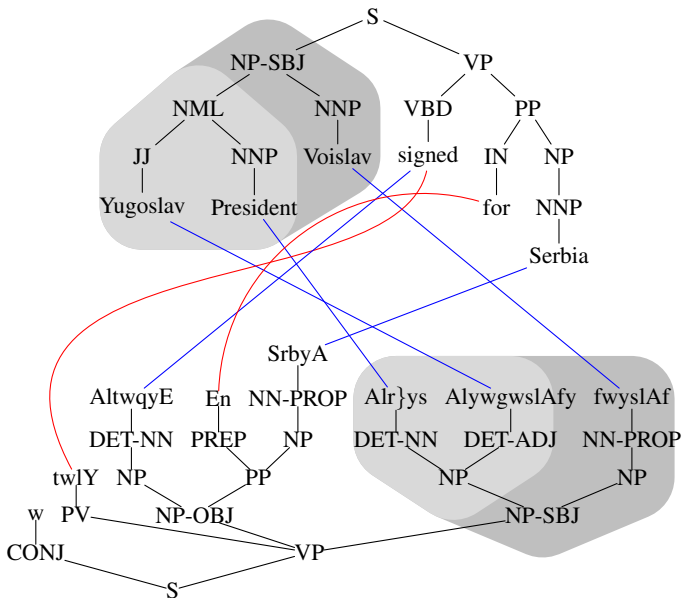 S
NP-SBJ VP
NML NNP VBD PP
JJ NNP Voislav signed IN NP
Yugoslav President for NNP
Serbia
SrbyA
AltwqyE En NN-PROP Alr}ys AlywgwslAfy fwyslAf
DET-NN PREP NP DET-NN DET-ADJ NN-PROP
twlY NP PP NP NP
w PV NP-OBJ NP-SBJ
CONJ VP
S